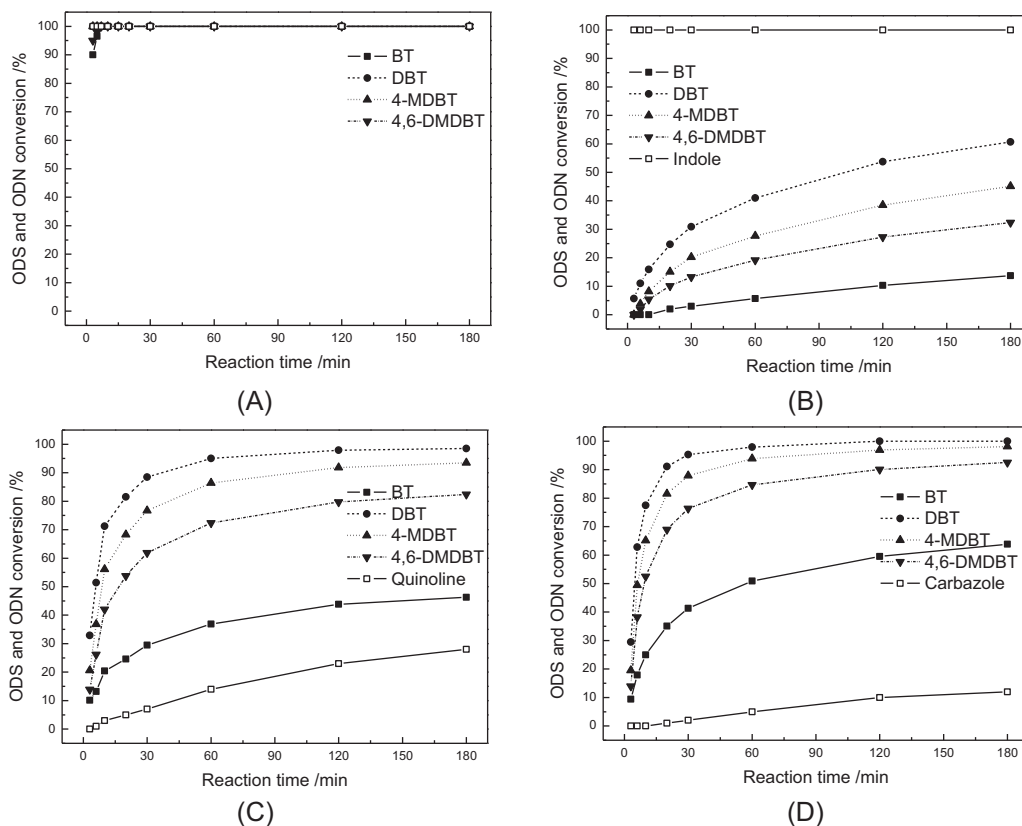 ODS and ODN conversion /%
100
90
80
70
60
50
40
30
20
10
0
BT
DBT
4-MDBT
4,6-DMDBT
0 30 60 90 120 150 180
Reaction time /min
(A)
ODS and ODN conversion /%
100
90
80
70
60
50
40
30
20
10
0
BT
DBT
4-MDBT
4,6-DMDBT
Indole
0 30 60 90 120 150 180
Reaction time /min
(B)
ODS and ODN conversion /%
100
90
80
70
60
50
40
30
20
10
0
BT
DBT
4-MDBT
4,6-DMDBT
Quinoline
0 30 60 90 120 150 180
Reaction time /min
(C)
ODS and ODN conversion /%
100
90
80
70
60
50
40
30
20
10
0
BT
DBT
4-MDBT
4,6-DMDBT
Carbazole
0 30 60 90 120 150 180
Reaction time /min
(D)